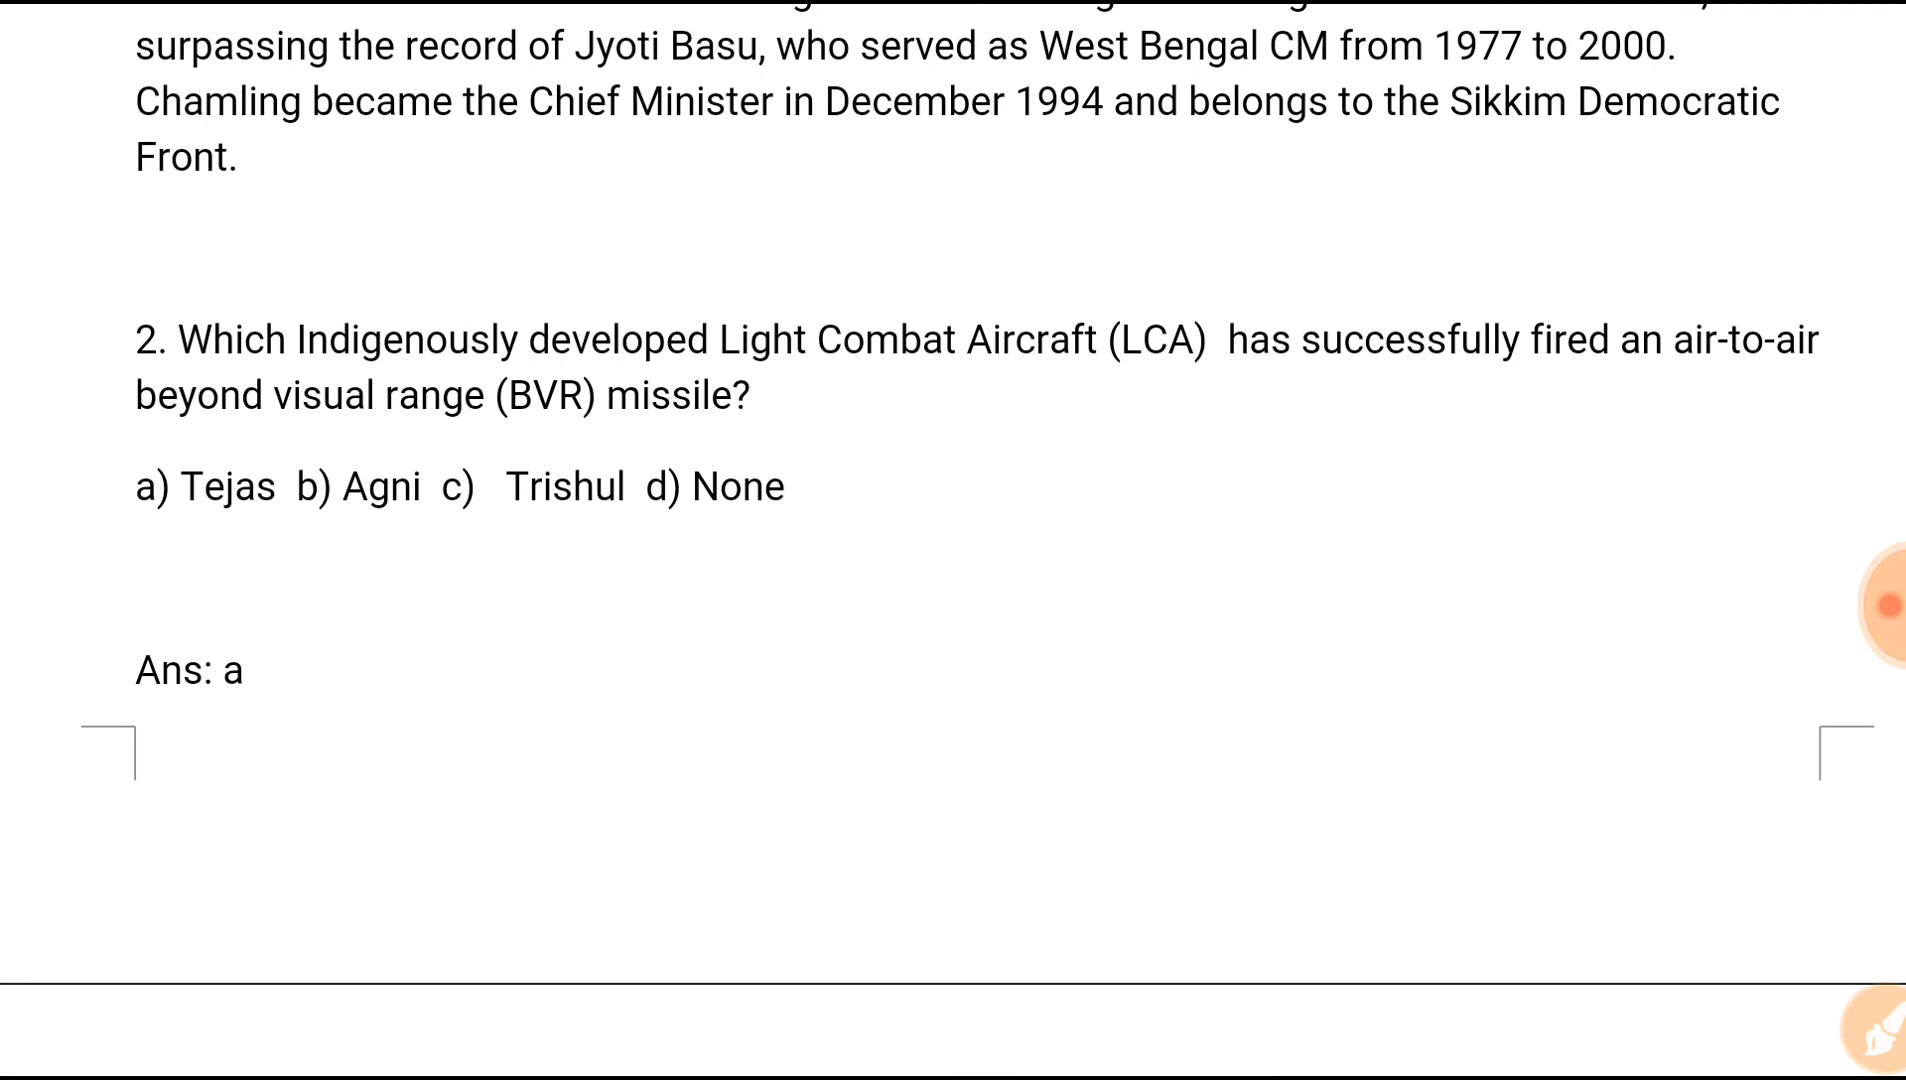 surpassing the record of Jyoti Basu, who served as West Bengal CM from 1977 to 2000.
Chamling became the Chief Minister in December 1994 and belongs to the Sikkim Democratic
Front.
2. Which Indigenously developed Light Combat Aircraft (LCA)  has successfully fired an air-to-air
beyond visual range (BVR) missile?
a) Tejas  b) Agni  c)   Trishul  d) None
Ans: a